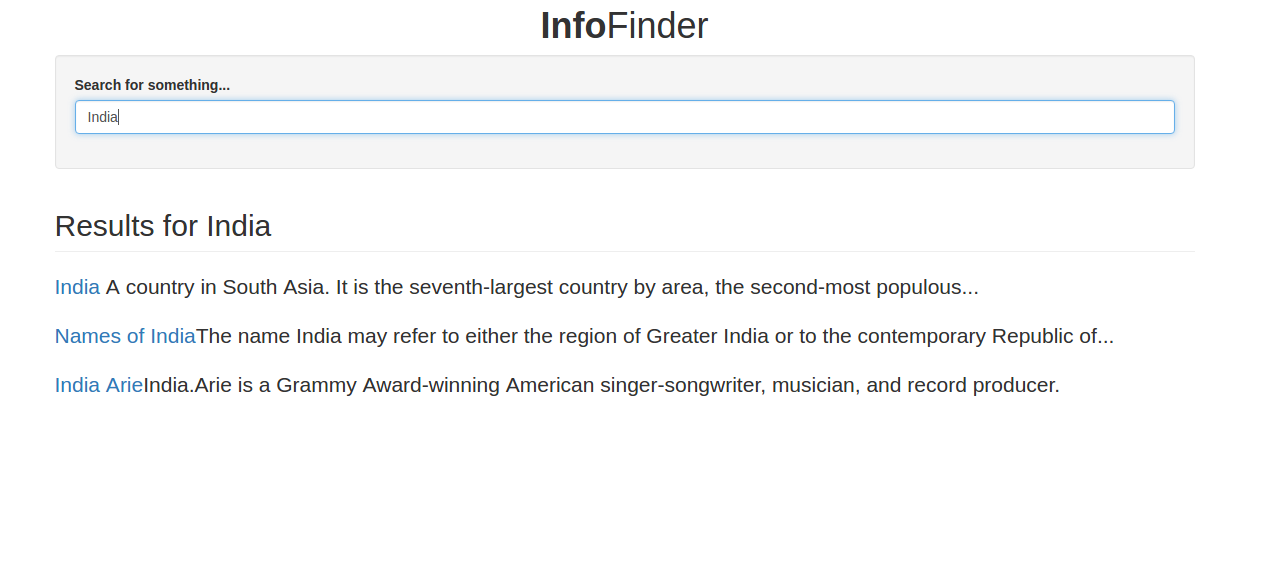 InfoFinder
Search for something...
India
Results for India
India A country in South Asia. It is the seventh-largest country by area, the second-most populous...
Names of IndiaThe name India may refer to either the region of Greater India or to the contemporary Republic of...
India ArieIndia.Arie is a Grammy Award-winning American singer-songwriter, musician, and record producer.